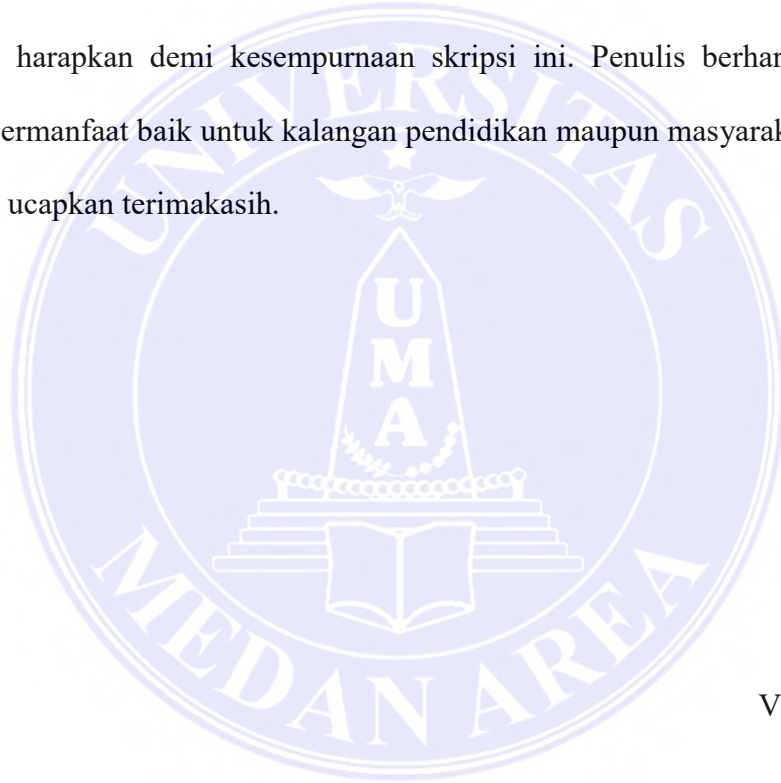 harapkan demi kesempurnaan skripsi ini. Penulis berhar
ermanfaat baik untuk kalangan pendidikan maupun masyarak
ucapkan terimakasih.
UNIVERSITAS
U
M
A
MEDAN AREA
V